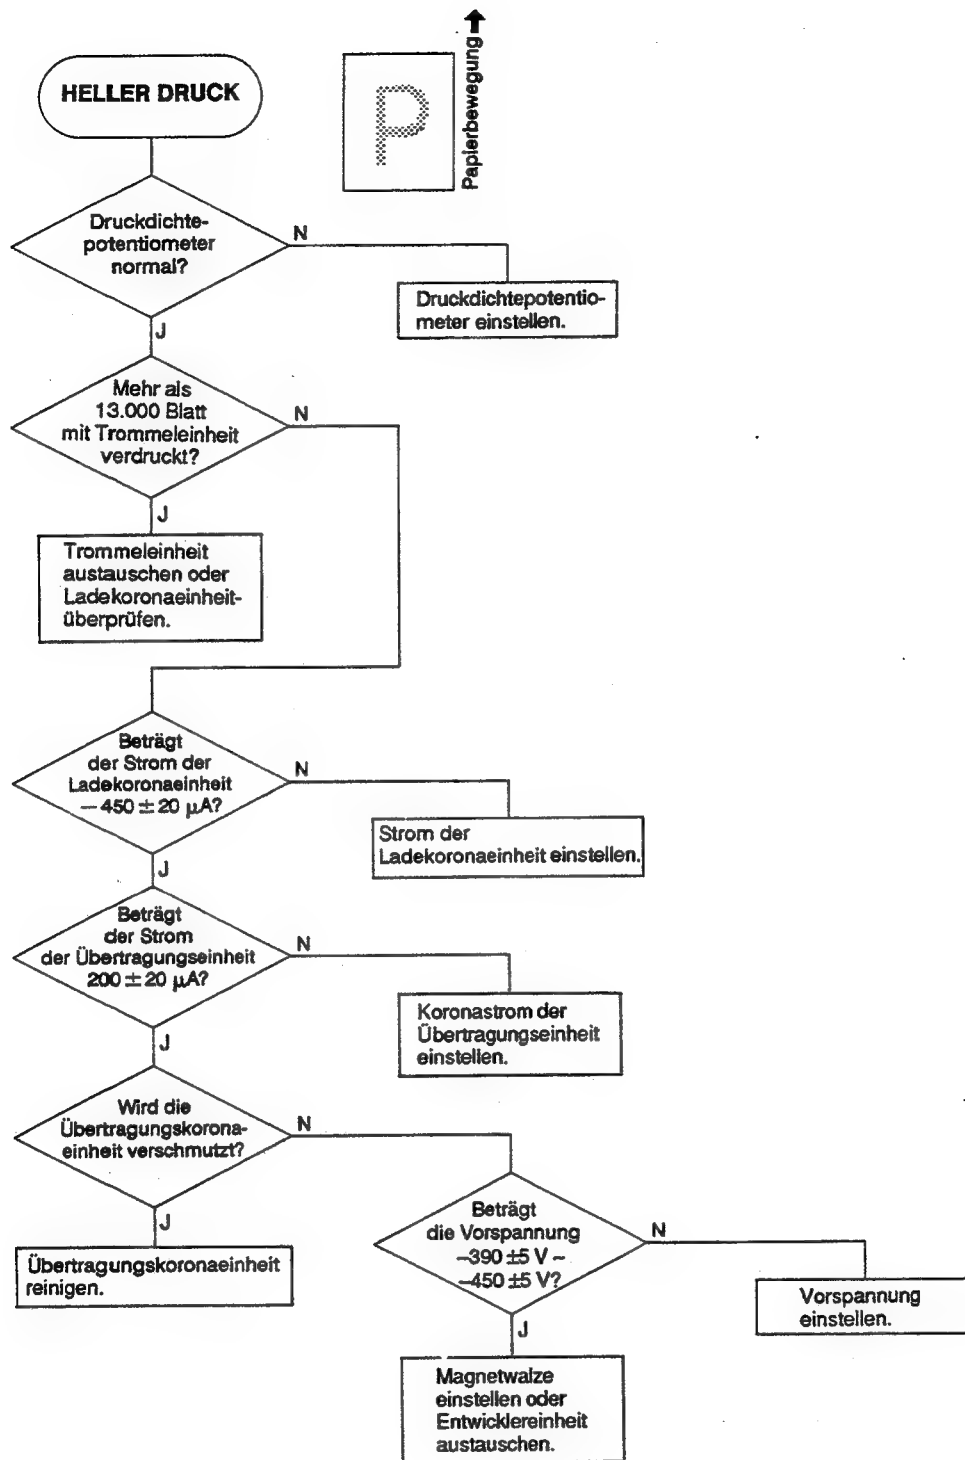 HELLER DRUCK
P
Papierbewegung
Druckdichte-
potentiometer
normal?
N
Druckdichtepotentio-
meter einstellen.
J
Mehr als
13.000 Blatt
mit Trommeleinheit
verdruckt?
N
J
Trommeleinheit
austauschen oder
Ladekoronaeinheit-
überprüfen.
Beträgt
der Strom der
Ladekoronaeinheit
— 450 ± 20 µA?
N
Strom der
Ladekoronaeinheit einstellen.
J
Beträgt
der Strom
der Übertragungseinheit
200 ± 20 µA?
N
Koronastrom der
Übertragungseinheit
einstellen.
J
Wird die
Übertragungskorona-
einheit verschmutzt?
N
J
Übertragungskoronaeinheit
reinigen.
Beträgt
die Vorspannung
–390 ±5 V –
–450 ±5 V?
N
Vorspannung
einstellen.
J
Magnetwalze
einstellen oder
Entwicklereinheit
austauschen.